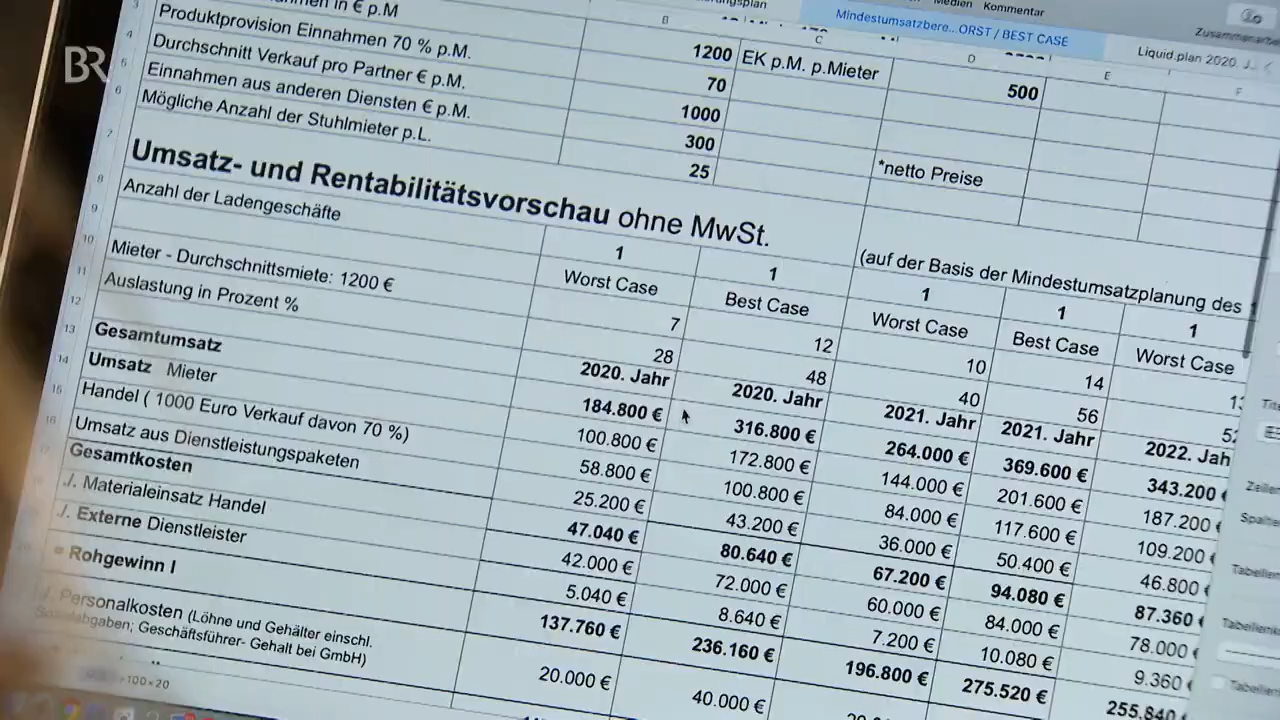 BR
Medien Kommentar
Zusammenarbe
Mindestumsatzbere...ORST / BEST CASE
Liquid.plan 2020. J..
B C D E F
in € p.M
Produktprovision Einnahmen 70 % p.M. 1200 EK p.M. p.Mieter 500
Durchschnitt Verkauf pro Partner € p.M. 70
Einnahmen aus anderen Diensten € p.M. 1000
Mögliche Anzahl der Stuhlmieter p.L. 300
25 *netto Preise
Umsatz- und Rentabilitätsvorschau ohne MwSt.
(auf der Basis der Mindestumsatzplanung des
Anzahl der Ladengeschäfte 1 1 1 1 1
Worst Case Best Case Worst Case Best Case Worst Case
Mieter - Durchschnittsmiete: 1200 € 7 12 10 14
Auslastung in Prozent % 28 48 40 56
2020. Jahr 2020. Jahr 2021. Jahr 2021. Jahr 2022. Jah
Gesamtumsatz 184.800 € 316.800 € 264.000 € 369.600 € 343.200 €
Umsatz Mieter 100.800 € 172.800 € 144.000 € 201.600 € 187.200 €
Handel ( 1000 Euro Verkauf davon 70 %) 58.800 € 100.800 € 84.000 € 117.600 € 109.200 €
Umsatz aus Dienstleistungspaketen 25.200 € 43.200 € 36.000 € 50.400 € 46.800 €
Gesamtkosten 47.040 € 80.640 € 67.200 € 94.080 € 87.360 €
./. Materialeinsatz Handel 42.000 € 72.000 € 60.000 € 84.000 € 78.000 €
./. Externe Dienstleister 5.040 € 8.640 € 7.200 € 10.080 € 9.360 €
= Rohgewinn I 137.760 € 236.160 € 196.800 € 275.520 € 255.840 €
./. Personalkosten (Löhne und Gehälter einschl. 20.000 € 40.000 €
Geschäftsführer- Gehalt bei GmbH)